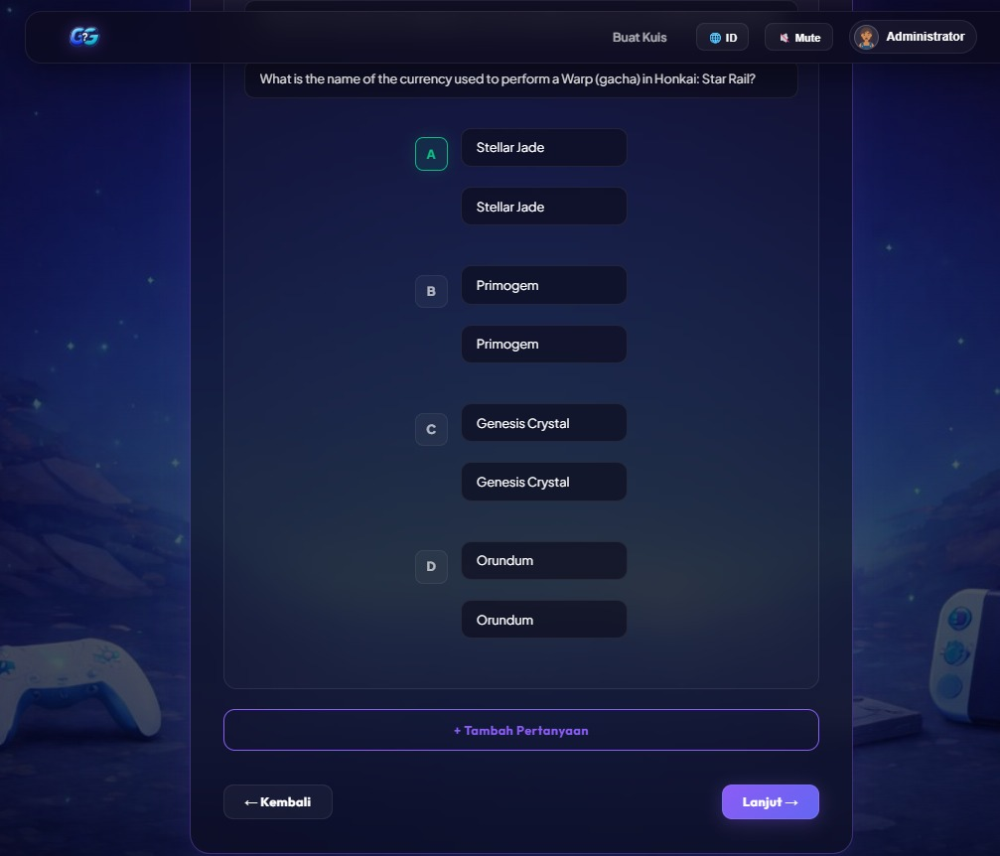 G?G
Buat Kuis
ID
Mute
Administrator
What is the name of the currency used to perform a Warp (gacha) in Honkai: Star Rail?
A
Stellar Jade
Stellar Jade
B
Primogem
Primogem
C
Genesis Crystal
Genesis Crystal
D
Orundum
Orundum
+ Tambah Pertanyaan
← Kembali
Lanjut →